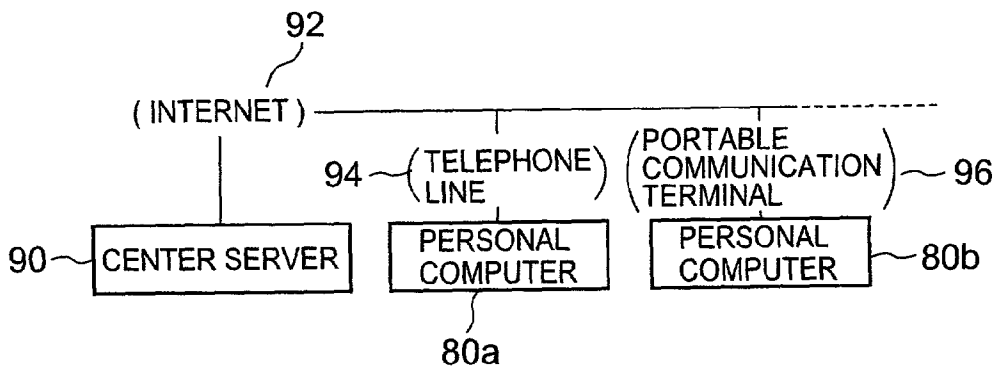 92
( INTERNET )
94
( TELEPHONE
LINE )
( PORTABLE
COMMUNICATION
TERMINAL )
96
90
CENTER SERVER
PERSONAL
COMPUTER
PERSONAL
COMPUTER
80b
80a